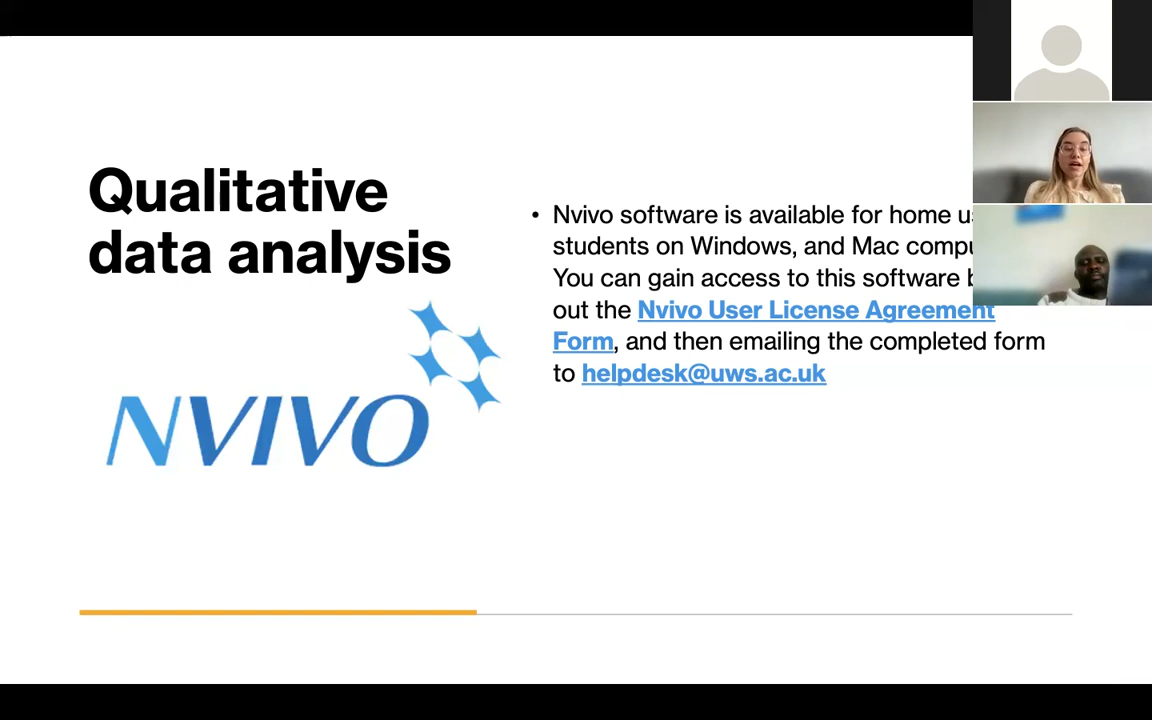 Qualitative
data analysis
NVIVO
• Nvivo software is available for home
students on Windows, and Mac
You can gain access to this software
out the Nvivo User License Agreement
Form, and then emailing the completed form
to helpdesk@uws.ac.uk